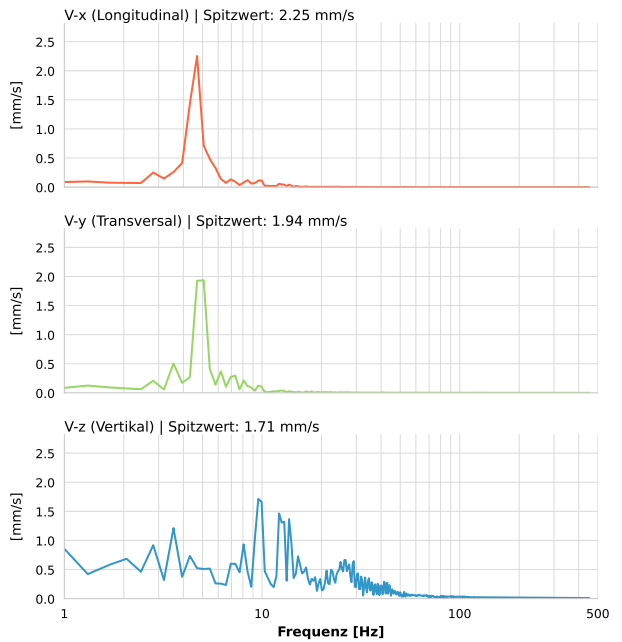 V-x (Longitudinal) | Spitzwert: 2.25 mm/s
2.5
2.0
1.5
1.0
0.5
0.0
[mm/s]
V-y (Transversal) | Spitzwert: 1.94 mm/s
2.5
2.0
1.5
1.0
0.5
0.0
[mm/s]
V-z (Vertikal) | Spitzwert: 1.71 mm/s
2.5
2.0
1.5
1.0
0.5
0.0
[mm/s]
1 10 100 500
Frequenz [Hz]